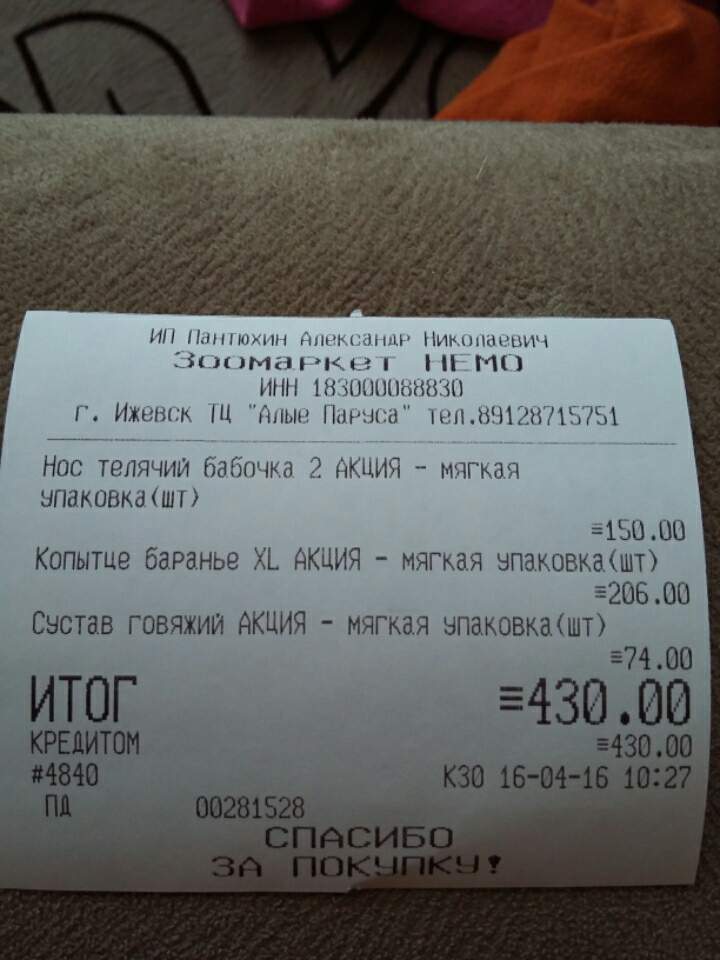 ИП Пантюхин Александр Николаевич
Зоомаркет НЕМО
ИНН 183000088830
г. Ижевск ТЦ "Алые Паруса" тел.89128715751
Нос телячий бабочка 2 АКЦИЯ - мягкая
упаковка(шт)
≡150.00
Копытце баранье XL АКЦИЯ - мягкая упаковка(шт)
≡206.00
Сустав говяжий АКЦИЯ - мягкая упаковка(шт)
≡74.00
ИТОГ ≡430.00
КРЕДИТОМ ≡430.00
#4840 К30 16-04-16 10:27
ПД 00281528
СПАСИБО
ЗА ПОКУПКУ!